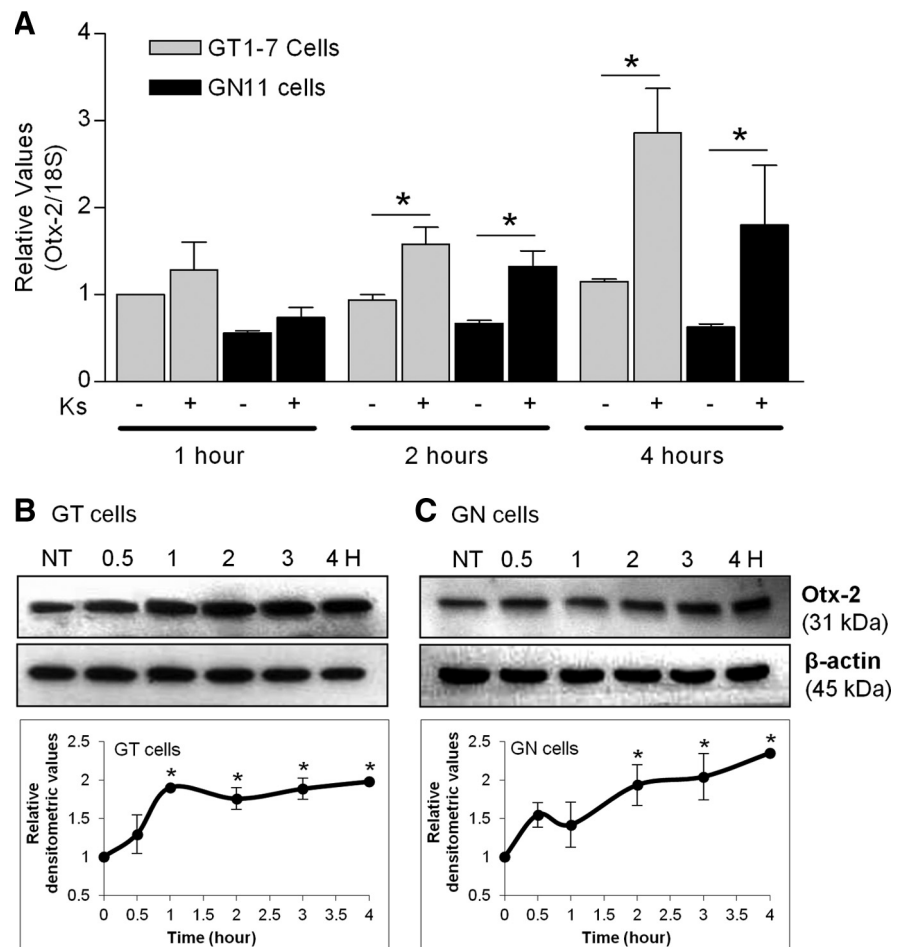 A
4
3
2
1
0
Relative Values
(Otx-2/18S)
GT1-7 Cells
GN11 cells
* * * *
Ks - + - + - + - + - + - +
1 hour 2 hours 4 hours
B GT cells
NT 0.5 1 2 3 4 H
C GN cells
NT 0.5 1 2 3 4 H
Otx-2
(31 kDa)
β-actin
(45 kDa)
GT cells
2.5
2
1.5
1
0.5
Relative
densitometric values
* * * *
0 0.5 1 1.5 2 2.5 3 3.5 4
Time (hour)
GN cells
2.5
2
1.5
1
0.5
Relative
densitometric values
* * *
0 0.5 1 1.5 2 2.5 3 3.5 4
Time (hour)